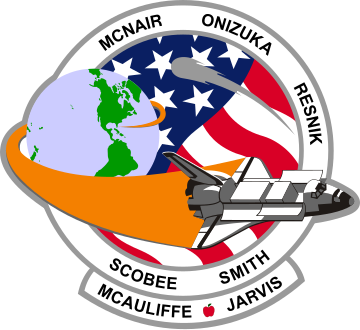 MCNAIR ONIZUKA RESNIK
SCOBEE SMITH
MCAULIFFE JARVIS